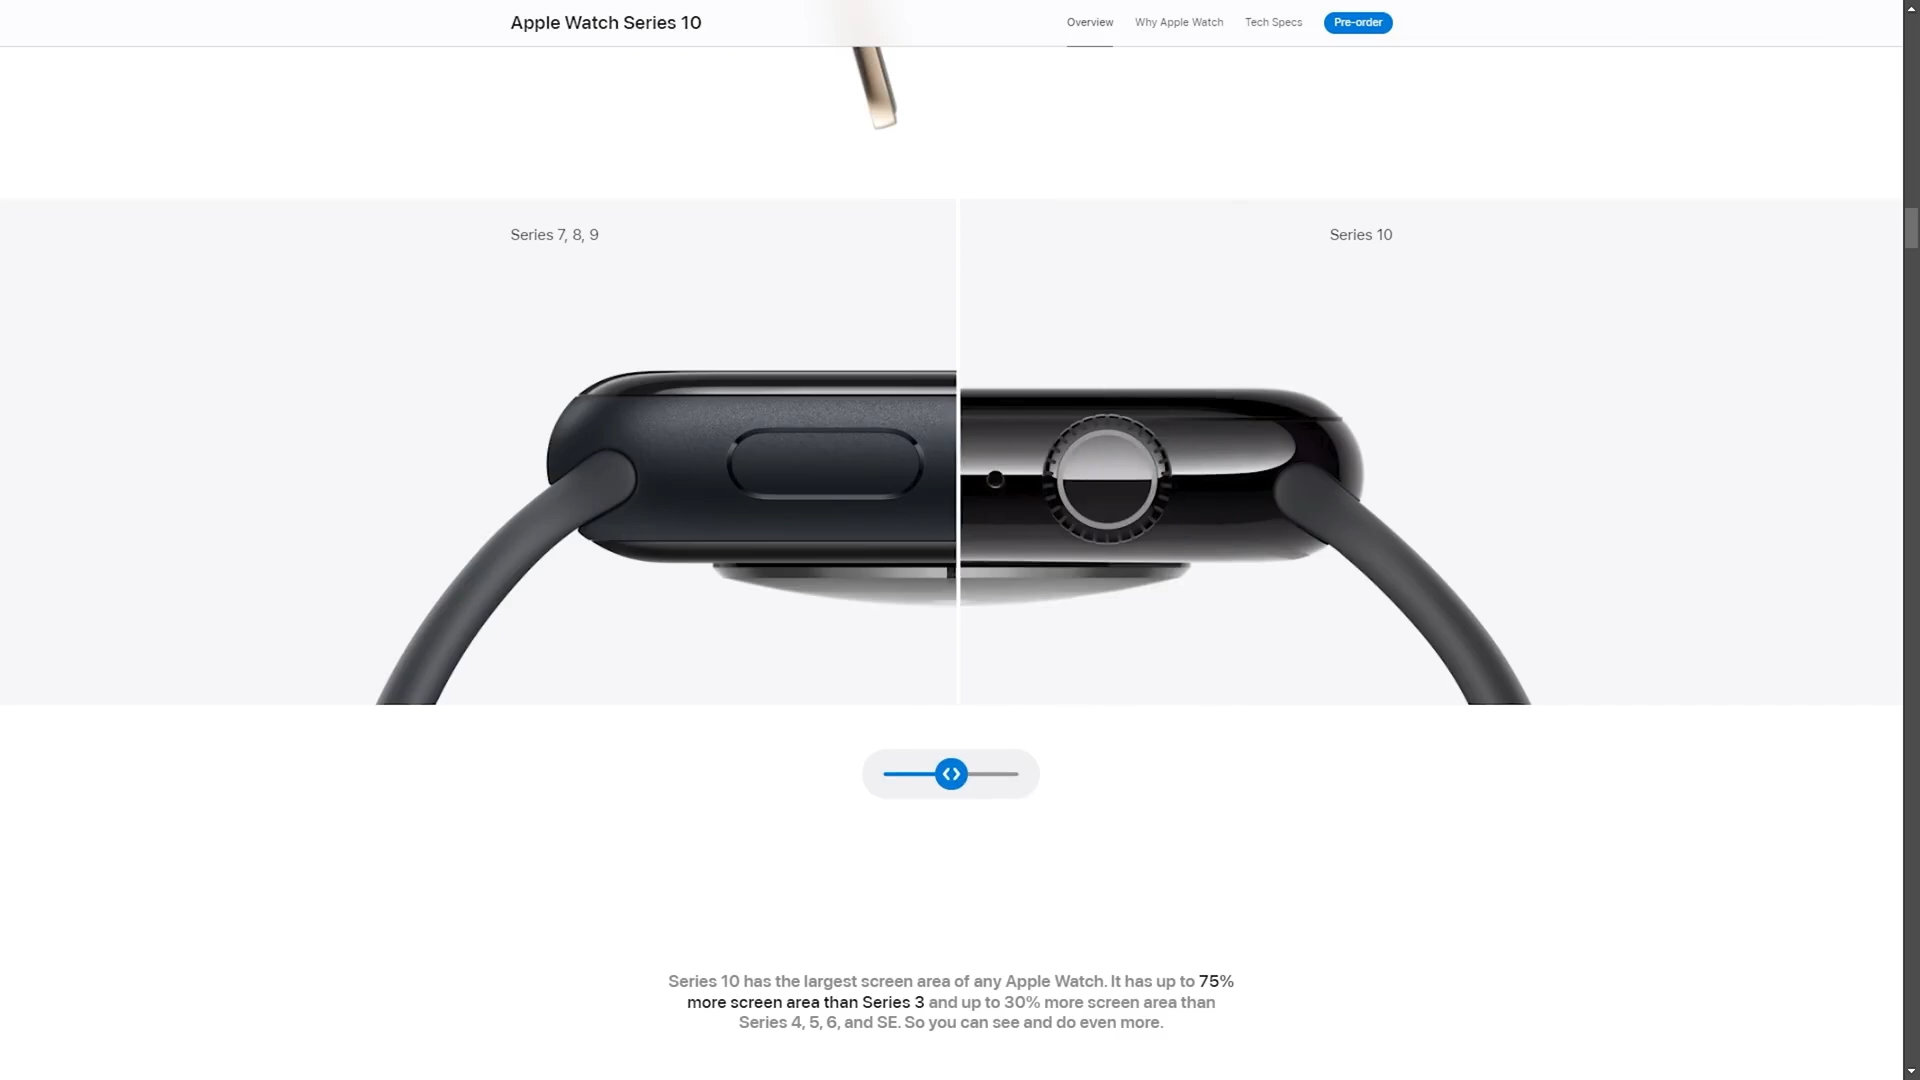 Apple Watch Series 10
Overview
Why Apple Watch
Tech Specs
Pre-order
Series 7, 8, 9
Series 10
Series 10 has the largest screen area of any Apple Watch. It has up to 75%
more screen area than Series 3 and up to 30% more screen area than
Series 4, 5, 6, and SE. So you can see and do even more.